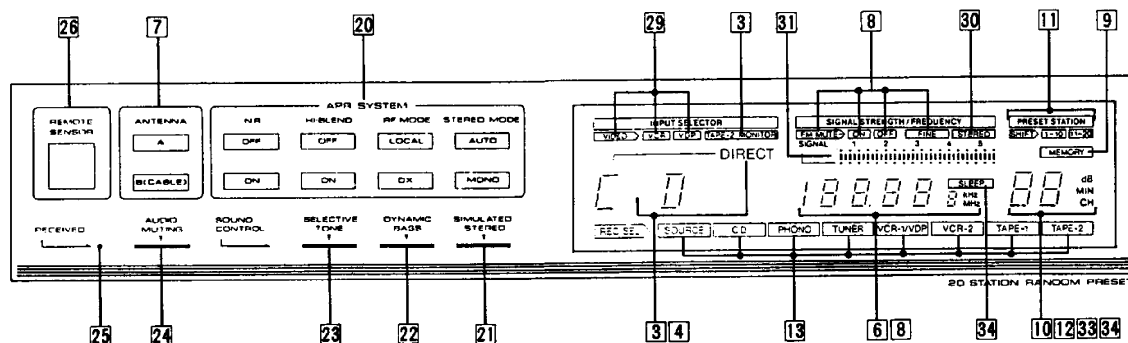 26 7 20 29 3 31 8 30 11 9
APR SYSTEM
REMOTE SENSOR
ANTENNA
A
B(CABLE)
NR HI-BLEND RF MODE STEREO MODE
OFF OFF LOCAL AUTO
ON ON DX MONO
RECEIVED
AUDIO MUTING
SOUND CONTROL
SELECTIVE TONE
DYNAMIC BASS
SIMULATED STEREO
INPUT SELECTOR
VIDEO VCR VDP TAPE-2 MONITOR
DIRECT
SIGNAL STRENGTH/FREQUENCY
FM MUTE ON OFF FINE STEREO
SIGNAL 1 2 3 4 5
PRESET STATION
SHIFT 1~10 11~20
MEMORY
C D
18888 8 kHz MHz
SLEEP
88 dB MIN CH
REC SEL SOURCE CD PHONO TUNER VCR-1/VDP VCR-2 TAPE-1 TAPE-2
20 STATION RANDOM PRESET
25 24 23 22 21 3 4 13 6 8 34 10 12 33 34